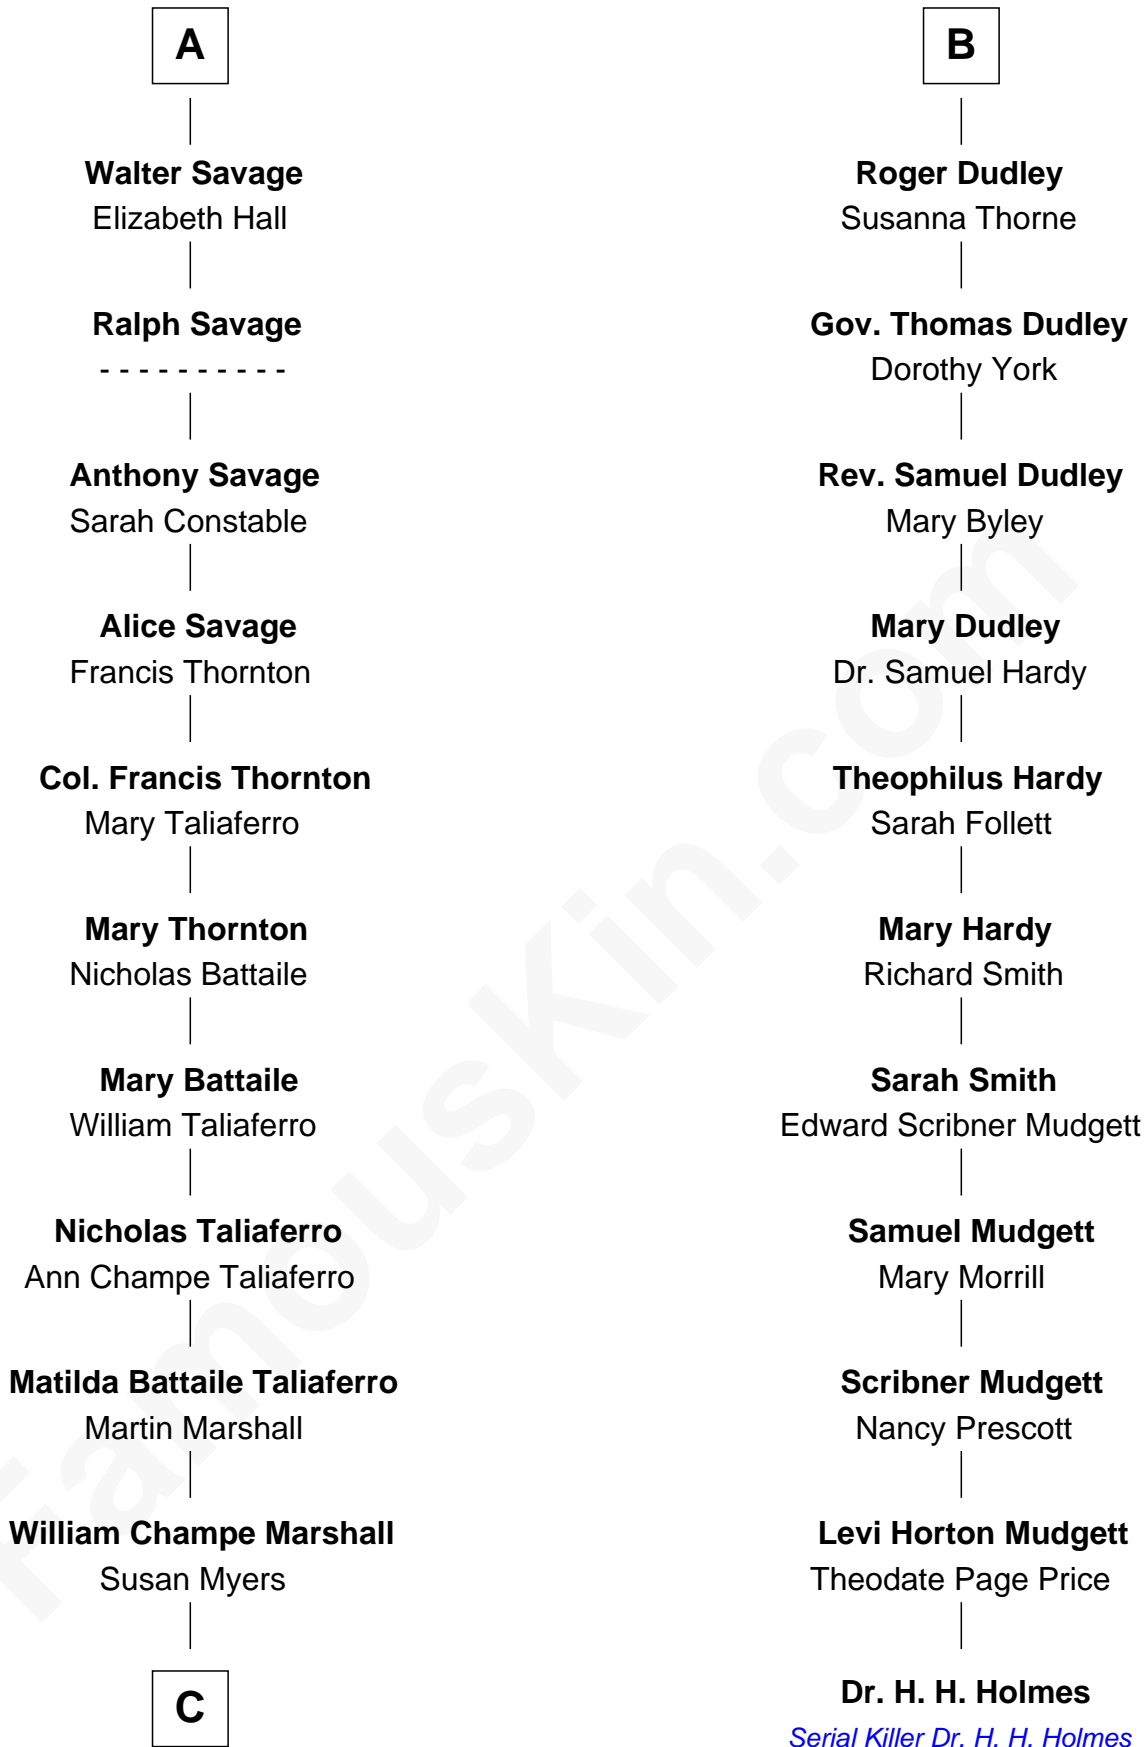 A
Walter Savage
Elizabeth Hall
Ralph Savage
- - - - - - - - - -
Anthony Savage
Sarah Constable
Alice Savage
Francis Thornton
Col. Francis Thornton
Mary Taliaferro
Mary Thornton
Nicholas Battaile
Mary Battaile
William Taliaferro
Nicholas Taliaferro
Ann Champe Taliaferro
Matilda Battaile Taliaferro
Martin Marshall
William Champe Marshall
Susan Myers
C
B
Roger Dudley
Susanna Thorne
Gov. Thomas Dudley
Dorothy York
Rev. Samuel Dudley
Mary Byley
Mary Dudley
Dr. Samuel Hardy
Theophilus Hardy
Sarah Follett
Mary Hardy
Richard Smith
Sarah Smith
Edward Scribner Mudgett
Samuel Mudgett
Mary Morrill
Scribner Mudgett
Nancy Prescott
Levi Horton Mudgett
Theodate Page Price
Dr. H. H. Holmes
Serial Killer Dr. H. H. Holmes
FamousKin.com